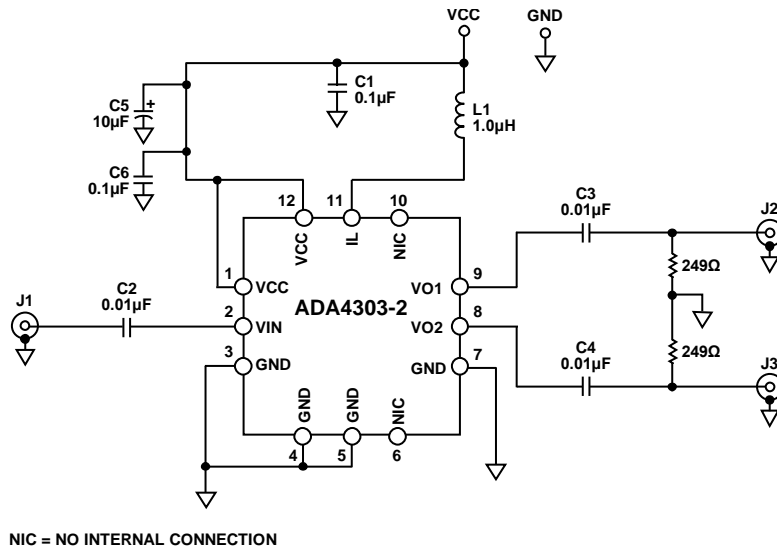 VCC
GND
C5
10µF
+
C1
0.1µF
L1
1.0µH
C6
0.1µF
12
11
10
VCC
IL
NIC
C3
0.01µF
J2
J1
C2
0.01µF
1
VCC
ADA4303-2
VO1
9
249Ω
2
VIN
VO2
8
3
GND
GND
7
C4
0.01µF
249Ω
J3
GND
GND
NIC
4
5
6
NIC = NO INTERNAL CONNECTION